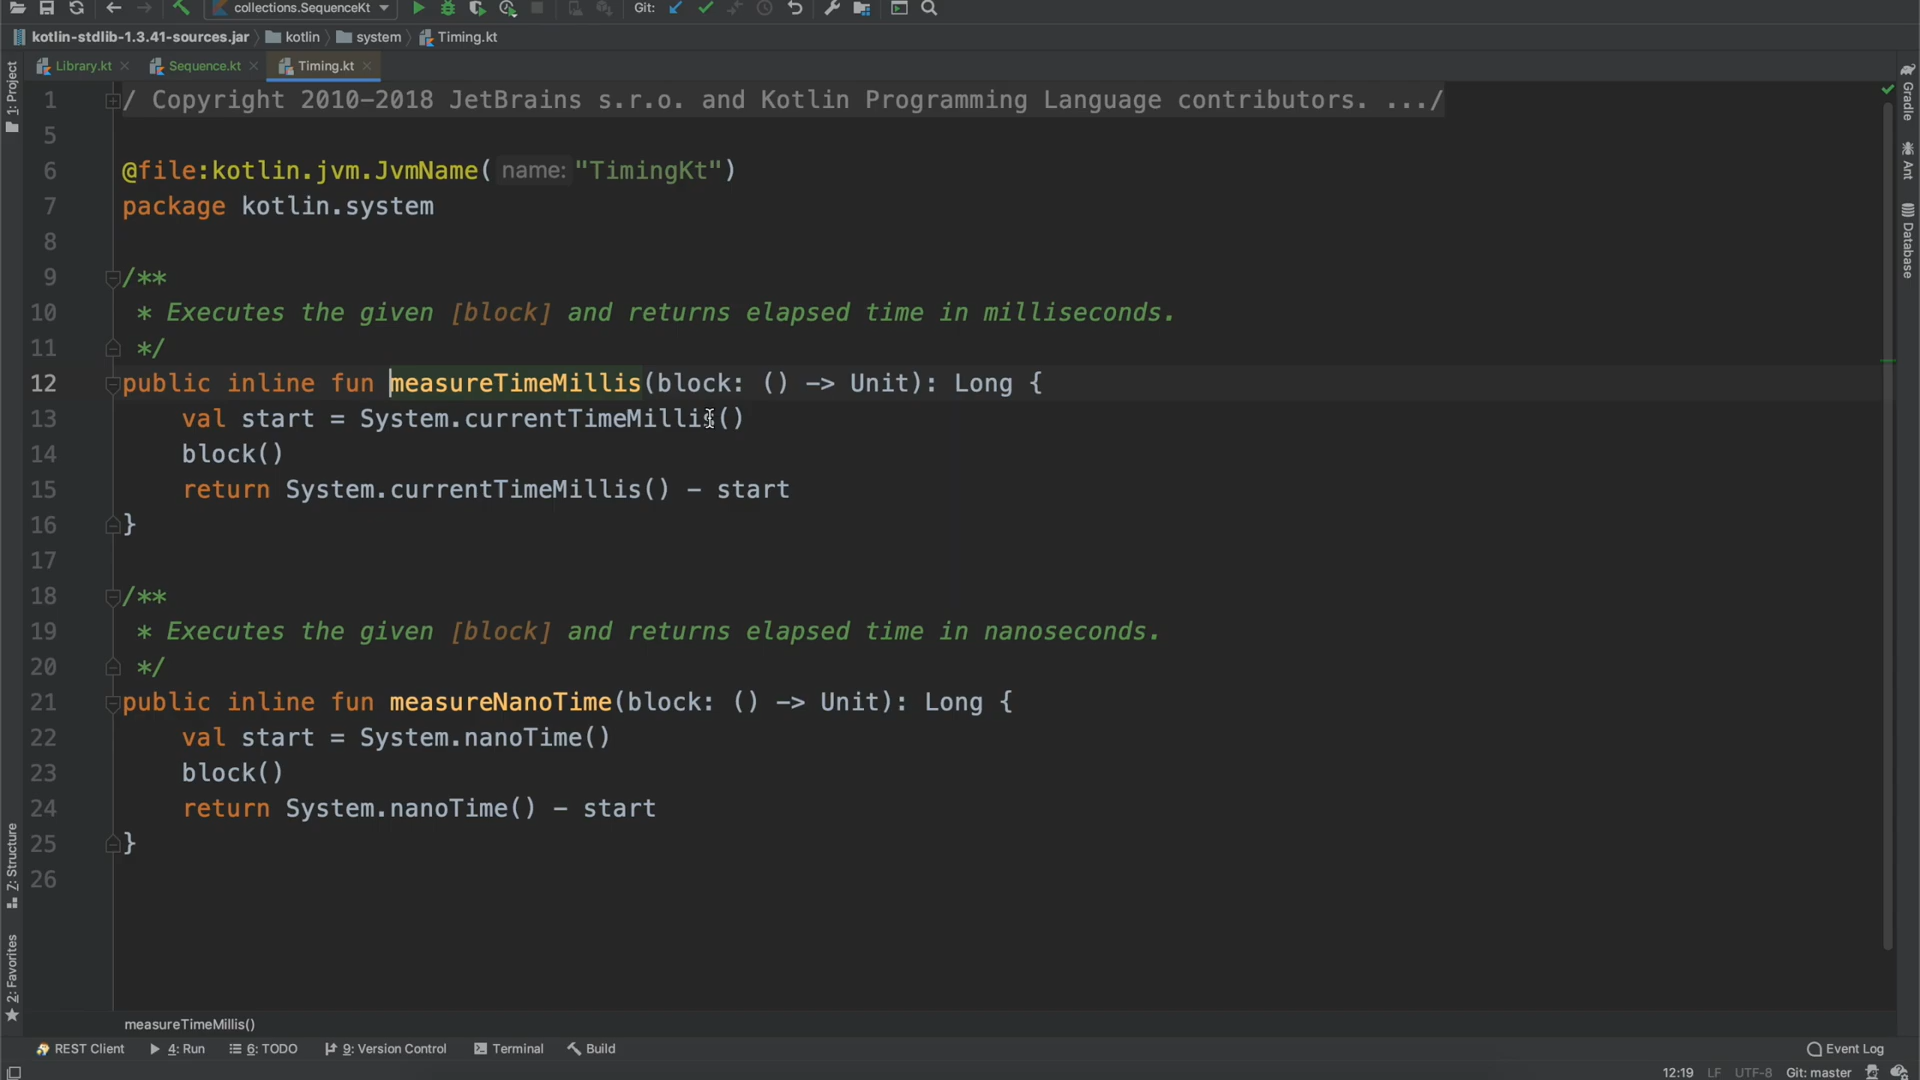 collections.SequenceKt
Git:
kotlin-stdlib-1.3.41-sources.jar kotlin system Timing.kt
Library.kt Sequence.kt Timing.kt
1: Project
Gradle
Ant
Database
1 / Copyright 2010-2018 JetBrains s.r.o. and Kotlin Programming Language contributors. .../
5
6 @file:kotlin.jvm.JvmName( name: "TimingKt")
7 package kotlin.system
8
9 /**
10 * Executes the given [block] and returns elapsed time in milliseconds.
11 */
12 public inline fun measureTimeMillis(block: () -> Unit): Long {
13 val start = System.currentTimeMillis()
14 block()
15 return System.currentTimeMillis() - start
16 }
17
18 /**
19 * Executes the given [block] and returns elapsed time in nanoseconds.
20 */
21 public inline fun measureNanoTime(block: () -> Unit): Long {
22 val start = System.nanoTime()
23 block()
24 return System.nanoTime() - start
25 }
26
Z: Structure
2: Favorites
measureTimeMillis()
REST Client 4: Run 6: TODO 9: Version Control Terminal Build Event Log
12:19 LF UTF-8 Git: master